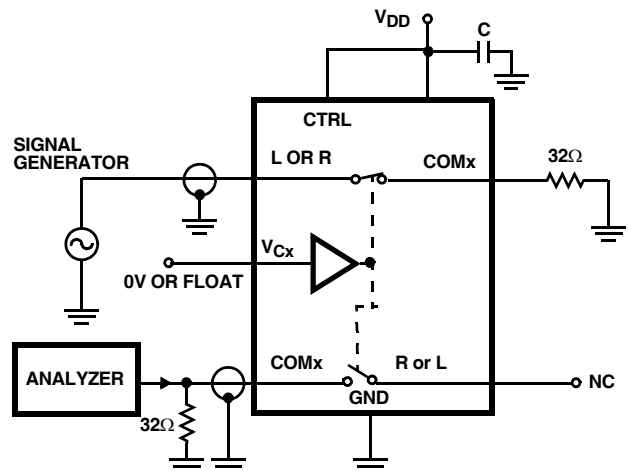 VDD
C
CTRL
SIGNAL
GENERATOR
L OR R
COMx
32Ω
VCx
0V OR FLOAT
COMx
R or L
ANALYZER
NC
GND
32Ω